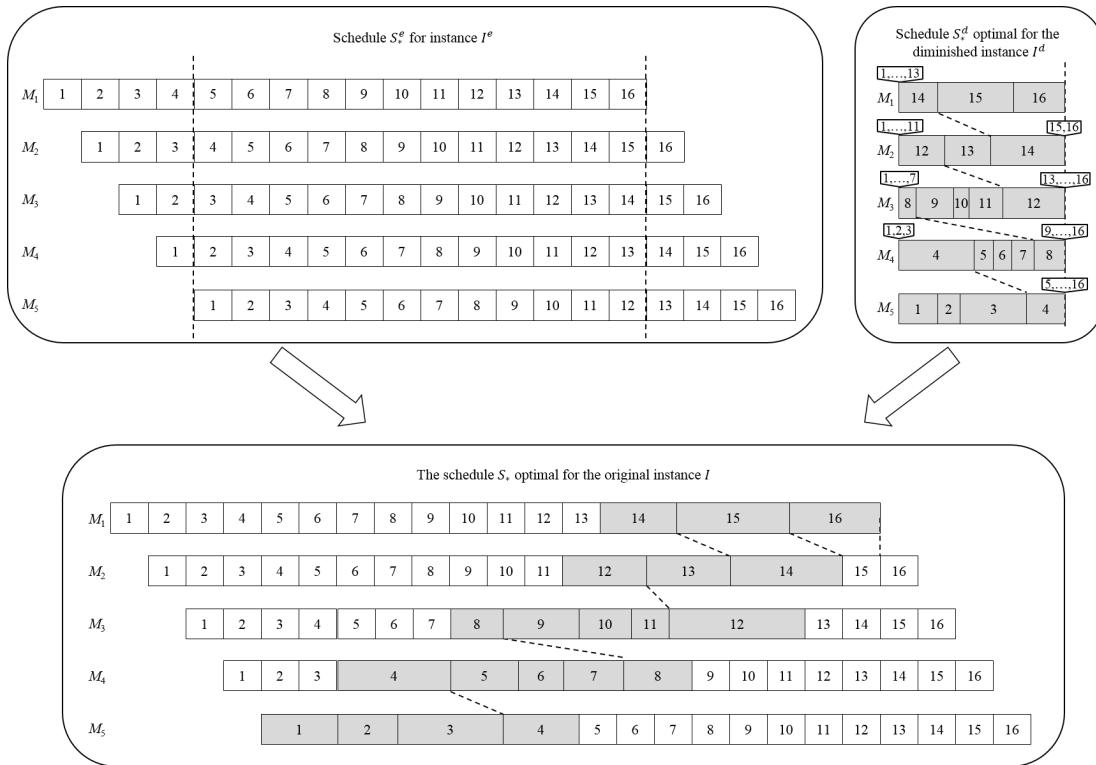 Schedule S∗ᵉ for instance Iᵉ
M₁ 1 2 3 4 5 6 7 8 9 10 11 12 13 14 15 16
M₂ 1 2 3 4 5 6 7 8 9 10 11 12 13 14 15 16
M₃ 1 2 3 4 5 6 7 8 9 10 11 12 13 14 15 16
M₄ 1 2 3 4 5 6 7 8 9 10 11 12 13 14 15 16
M₅ 1 2 3 4 5 6 7 8 9 10 11 12 13 14 15 16
Schedule S∗ᵈ optimal for the
diminished instance Iᵈ
1,…,13
M₁ 14 15 16
1,…,11 15,16
M₂ 12 13 14
1,…,7 13,…,16
M₃ 8 9 10 11 12
1,2,3 9,…,16
M₄ 4 5 6 7 8
5,…,16
M₅ 1 2 3 4
The schedule S∗ optimal for the original instance I
M₁ 1 2 3 4 5 6 7 8 9 10 11 12 13 14 15 16
M₂ 1 2 3 4 5 6 7 8 9 10 11 12 13 14 15 16
M₃ 1 2 3 4 5 6 7 8 9 10 11 12 13 14 15 16
M₄ 1 2 3 4 5 6 7 8 9 10 11 12 13 14 15 16
M₅ 1 2 3 4 5 6 7 8 9 10 11 12 13 14 15 16